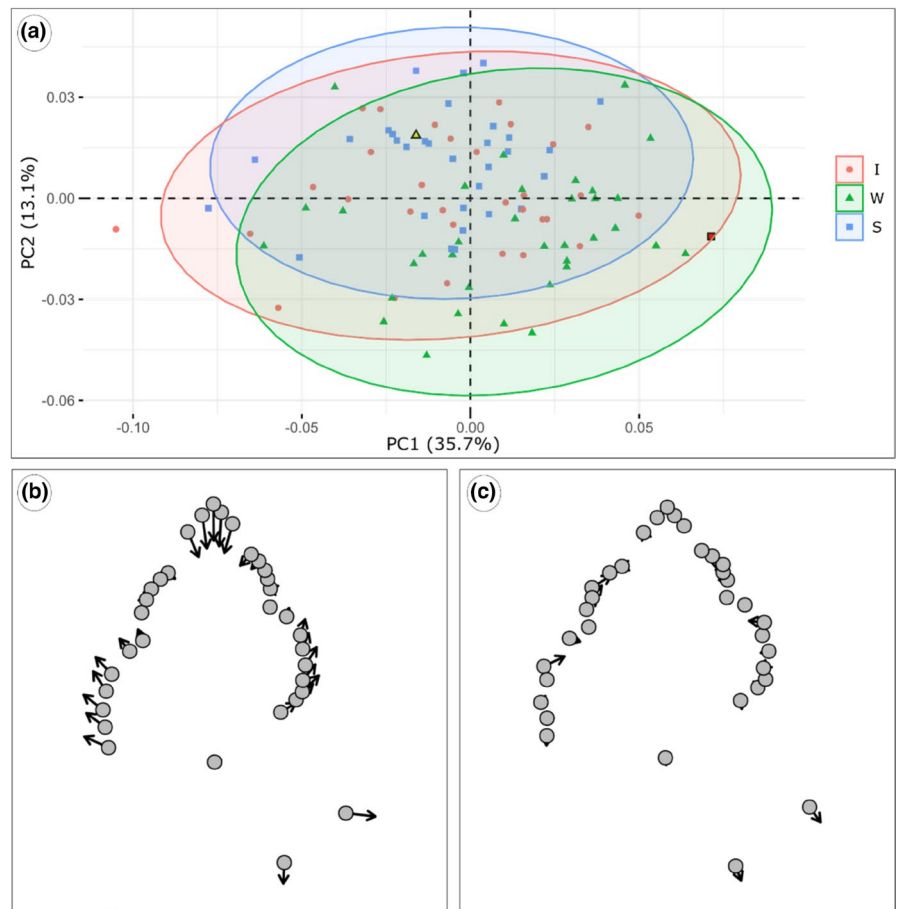 (a)
0.03
0.00
-0.03
-0.06
PC2 (13.1%)
-0.10
-0.05
0.00
0.05
PC1 (35.7%)
I
W
S
(b)
(c)